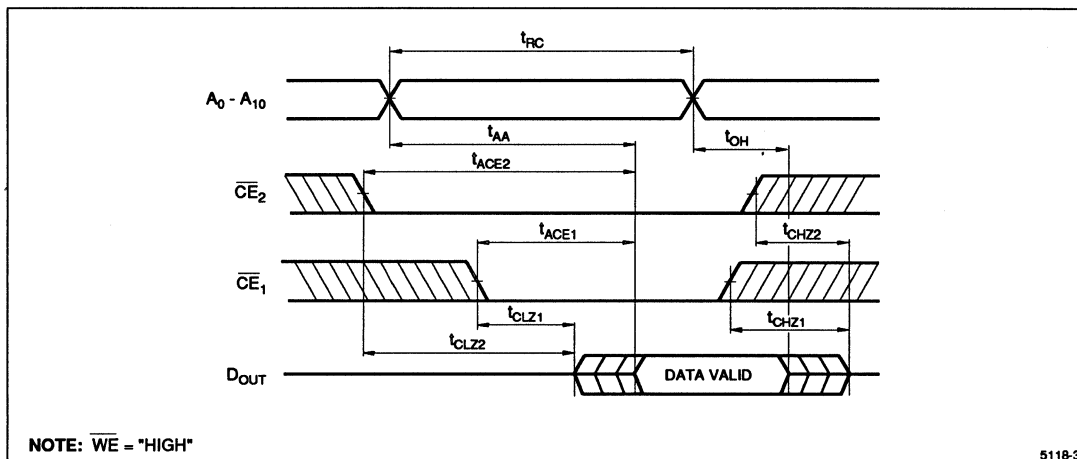 tRC
A0 - A10
tAA
tOH
tACE2
CE2
tACE1
tCHZ2
CE1
tCLZ1
tCHZ1
tCLZ2
DOUT
DATA VALID
NOTE: WE = "HIGH"
5118-3